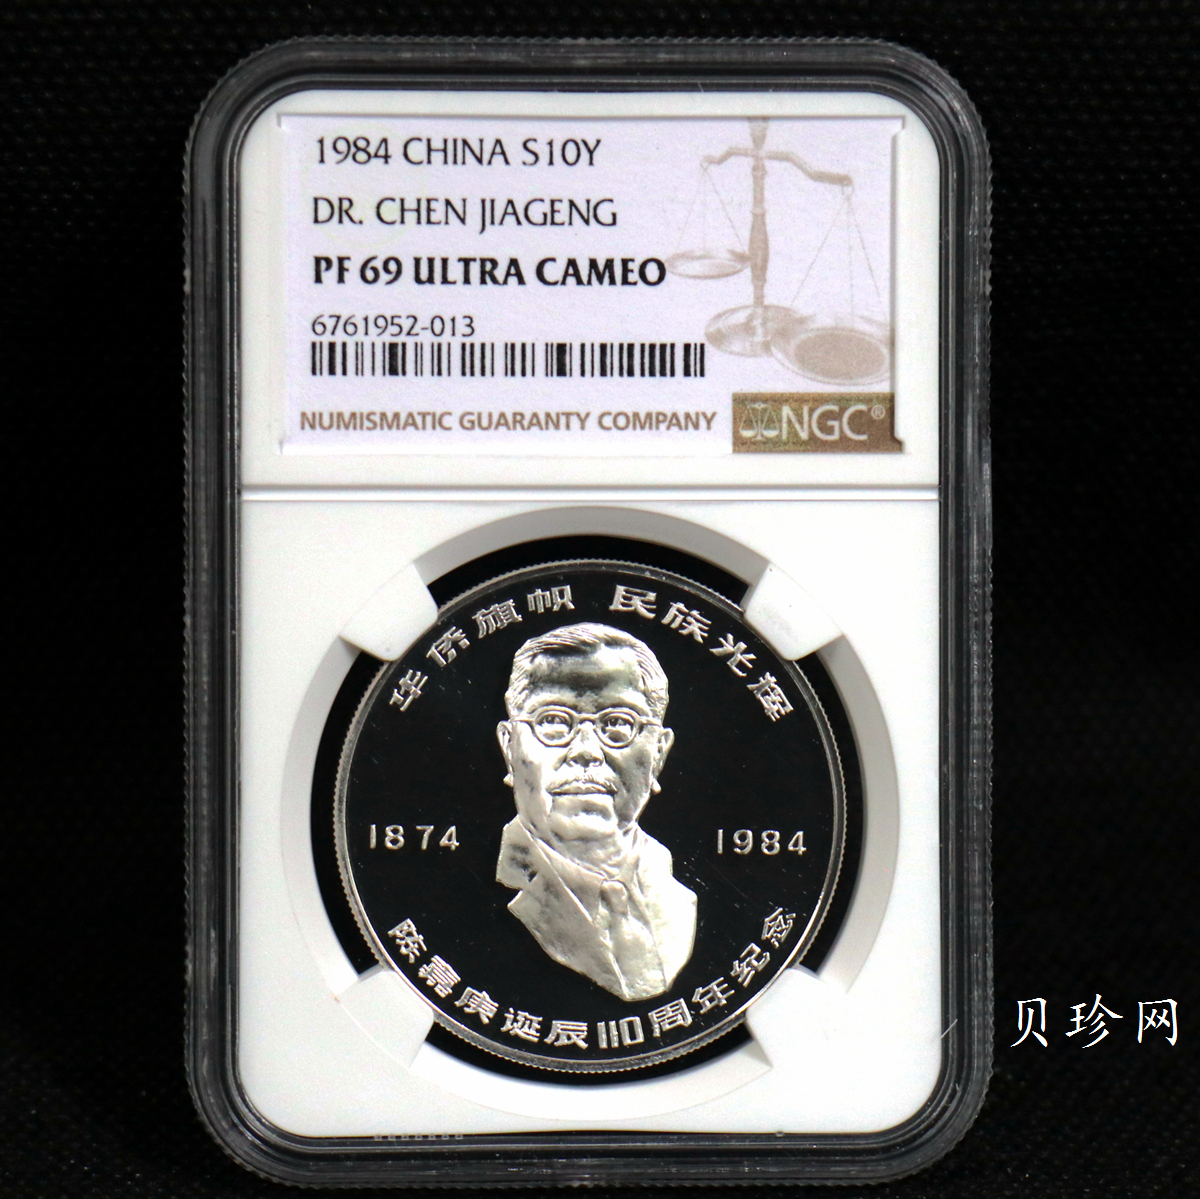 1984 CHINA S10Y
DR. CHEN JIAGENG
PF 69 ULTRA CAMEO
6761952-013
NUMISMATIC GUARANTY COMPANY
NGC®
华侨旗帜 民族光辉
1874
1984
陈嘉庚诞辰110周年纪念
贝珍网